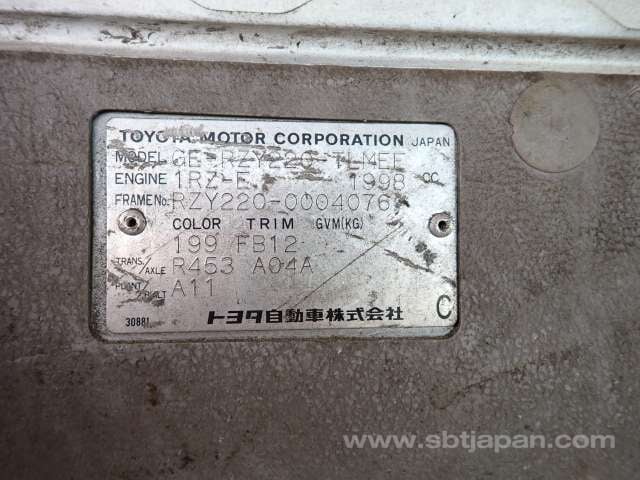 TOYOTA MOTOR CORPORATION JAPAN
MODEL GE-RZY220-TLMEE
ENGINE 1RZ-E 1998 CC
FRAME No. RZY220-0004076*
COLOR TRIM GVM(KG)
199 FB12
TRANS./AXLE R453 A04A
PLANT/BUILT A11
30881
トヨタ自動車株式会社
C
www.sbtjapan.com